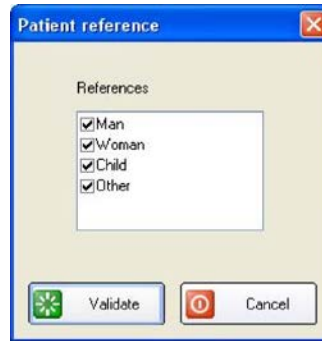 Patient reference
References
Man
Woman
Child
Other
Validate
Cancel